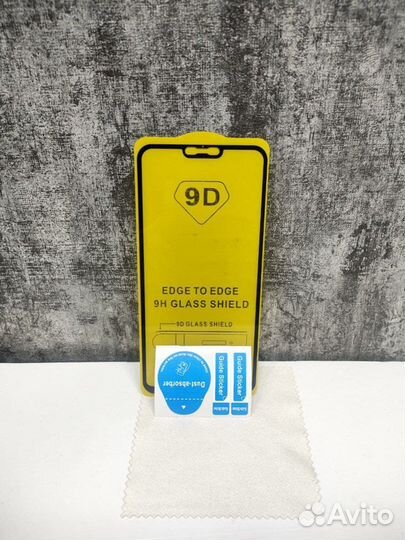 9D
EDGE TO EDGE
9H GLASS SHIELD
9D GLASS SHIELD
Dust-absorber
Guide Sticker
Guide Sticker
Avito